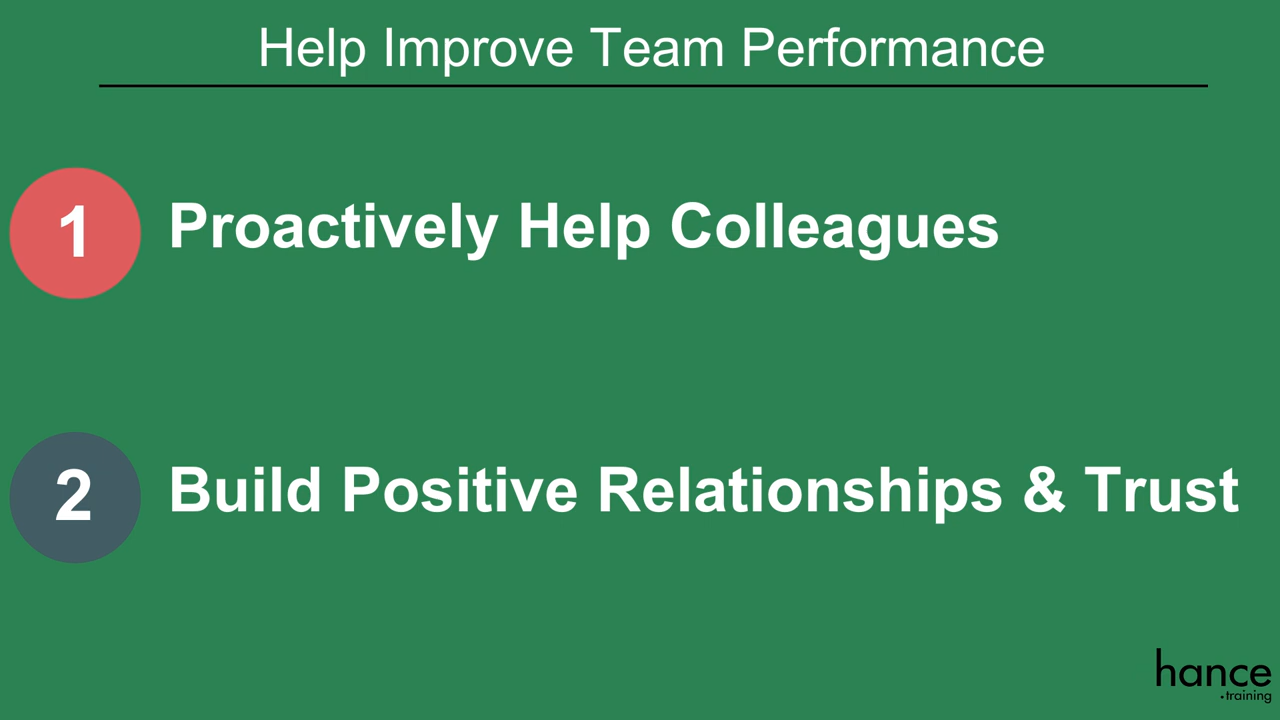 Help Improve Team Performance
1 Proactively Help Colleagues
2 Build Positive Relationships & Trust
hance
•training